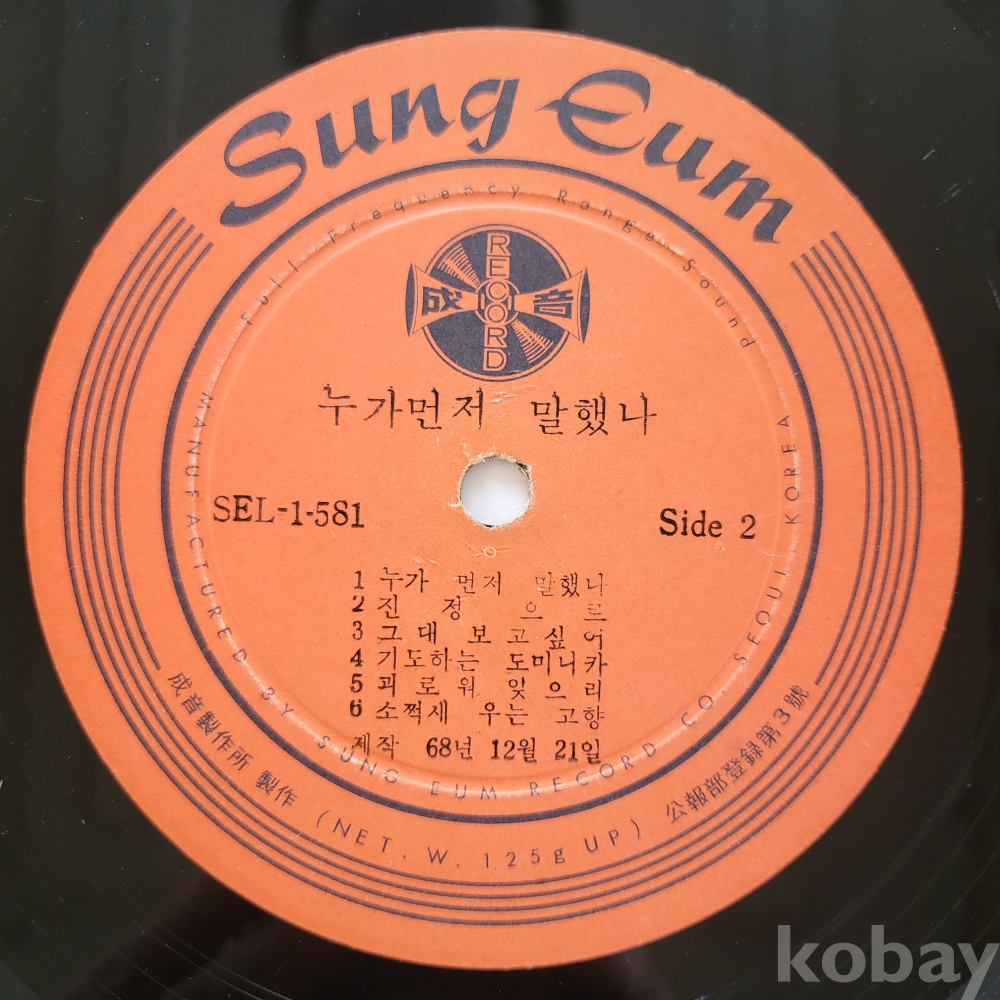 Sung Eum
Full Frequency Range Sound
RECORD
成音
누가먼저 말했나
SEL-1-581
Side 2
1 누가 먼저 말했나
2 진정으르
3 그대 보고싶어
4 기도하는 도미니카
5 괴로워 잊으리
6 소쩍새 우는 고향
제작 68년 12월 21일
MANUFACTURED BY SUNG EUM RECORD CO. SEOUL KOREA
成音製作所 製作
(NET. W. 125g UP)
公報部登録第3號
kobay